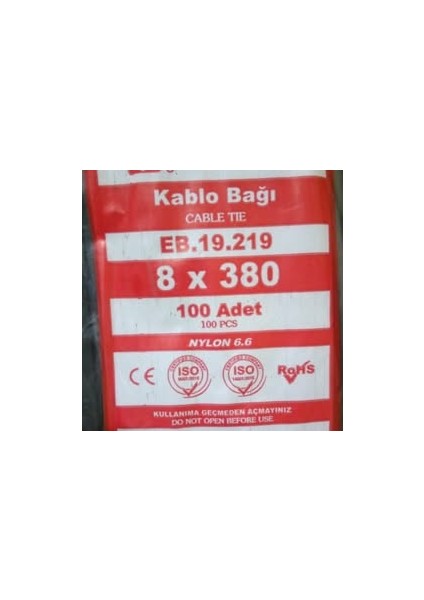 Kablo Bağı
CABLE TIE
EB.19.219
8 x 380
100 Adet
100 PCS
NYLON 6.6
CE ISO ISO RoHS
KULLANIMA GEÇMEDEN AÇMAYINIZ
DO NOT OPEN BEFORE USE